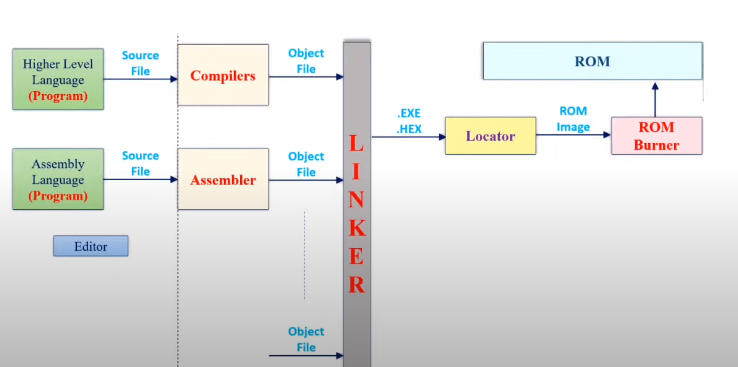 Higher Level
Language
(Program)
Source
File
Compilers
Object
File
ROM
.EXE
.HEX
Locator
ROM
Image
ROM
Burner
Assembly
Language
(Program)
Source
File
Assembler
Object
File
L
I
N
K
E
R
Editor
Object
File